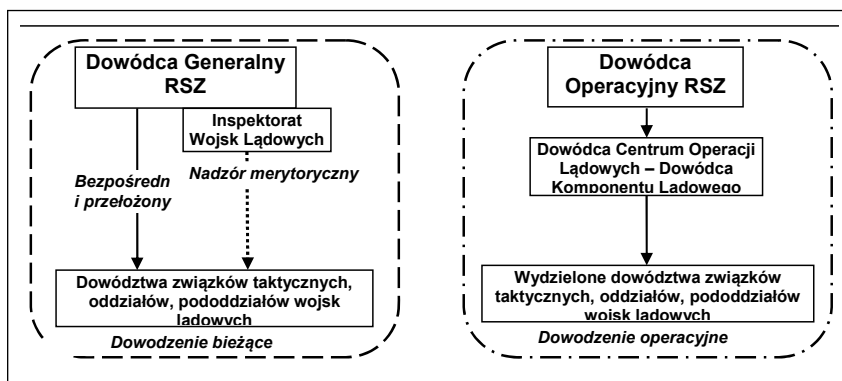 Dowódca Generalny
RSZ
Inspektorat
Wojsk Lądowych
Bezpośredn
i przełożony
Nadzór merytoryczny
Dowództwa związków taktycznych,
oddziałów, pododdziałów wojsk
lądowych
Dowodzenie bieżące
Dowódca
Operacyjny RSZ
Dowódca Centrum Operacji
Lądowych – Dowódca
Komponentu Lądowego
Wydzielone dowództwa związków
taktycznych, oddziałów, pododdziałów
wojsk lądowych
Dowodzenie operacyjne